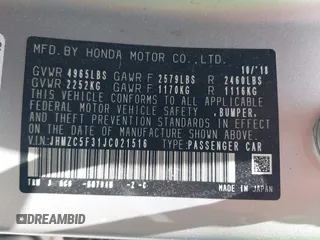 MFD.BY HONDA MOTOR CO.,LTD.
10/'18
GVWR 4965LBS GAWR F 2579LBS R 2460LBS
GVWR 2252KG GAWR F 1170KG R 1116KG
THIS VEHICLE CONFORMS TO ALL APPLICABLE
FEDERAL MOTOR VEHICLE SAFETY, BUMPER,
AND THEFT PREVENTION STANDARDS IN EFFECT ON
THE DATE OF MANUFACTURE SHOWN ABOVE.
V.I.N.:JHMZC5F31JC021516 TYPE:PASSENGER CAR
-2 -C MADE IN JAPAN
DREAMBID